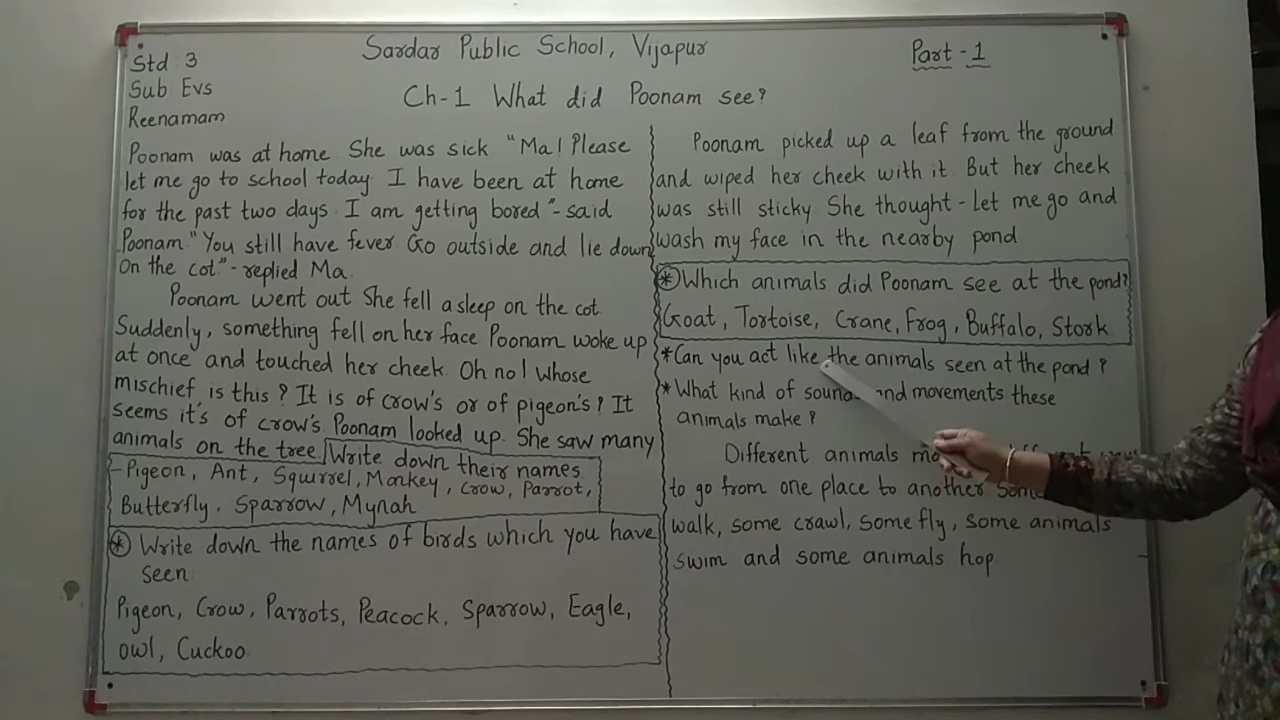 Std 3
Sub Evs
Reenamam
Sardar Public School, Vijapur
Part-1
Ch-1 What did Poonam see?
Poonam was at home. She was sick "Ma! Please
let me go to school today. I have been at home
for the past two days. I am getting bored"-said
Poonam. "You still have fever. Go outside and lie down
on the cot"-replied Ma.
Poonam went out. She fell asleep on the cot.
Suddenly, something fell on her face. Poonam woke up
at once and touched her cheek. Oh no! Whose
mischief is this? It is of crow's or of pigeon's? It
seems it's of crow's. Poonam looked up. She saw many
animals on the tree. Write down their names
-Pigeon, Ant, Squirrel, Monkey, Crow, Parrot,
Butterfly, Sparrow, Mynah
* Write down the names of birds which you have
seen.
Pigeon, Crow, Parrots, Peacock, Sparrow, Eagle,
owl, Cuckoo
Poonam picked up a leaf from the ground
and wiped her cheek with it. But her cheek
was still sticky. She thought-Let me go and
wash my face in the nearby pond
* Which animals did Poonam see at the pond?
Goat, Tortoise, Crane, Frog, Buffalo, Stork
*Can you act like the animals seen at the pond?
*What kind of and movements these
animals make?
Different animals
to go from one place to another.
walk, some crawl, some fly, some animals
swim and some animals hop.